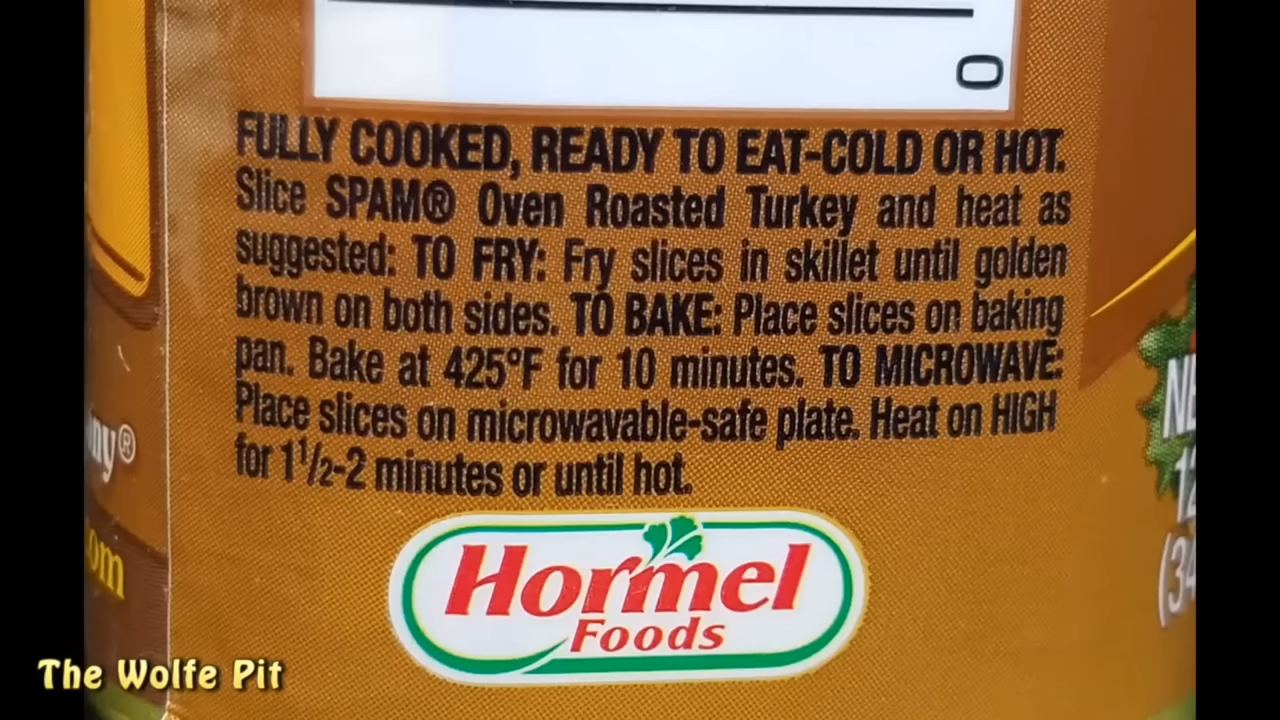 0
FULLY COOKED, READY TO EAT-COLD OR HOT.
Slice SPAM® Oven Roasted Turkey and heat as
suggested: TO FRY: Fry slices in skillet until golden
brown on both sides. TO BAKE: Place slices on baking
pan. Bake at 425°F for 10 minutes. TO MICROWAVE:
Place slices on microwavable-safe plate. Heat on HIGH
for 1½-2 minutes or until hot.
Hormel
Foods
The Wolfe Pit